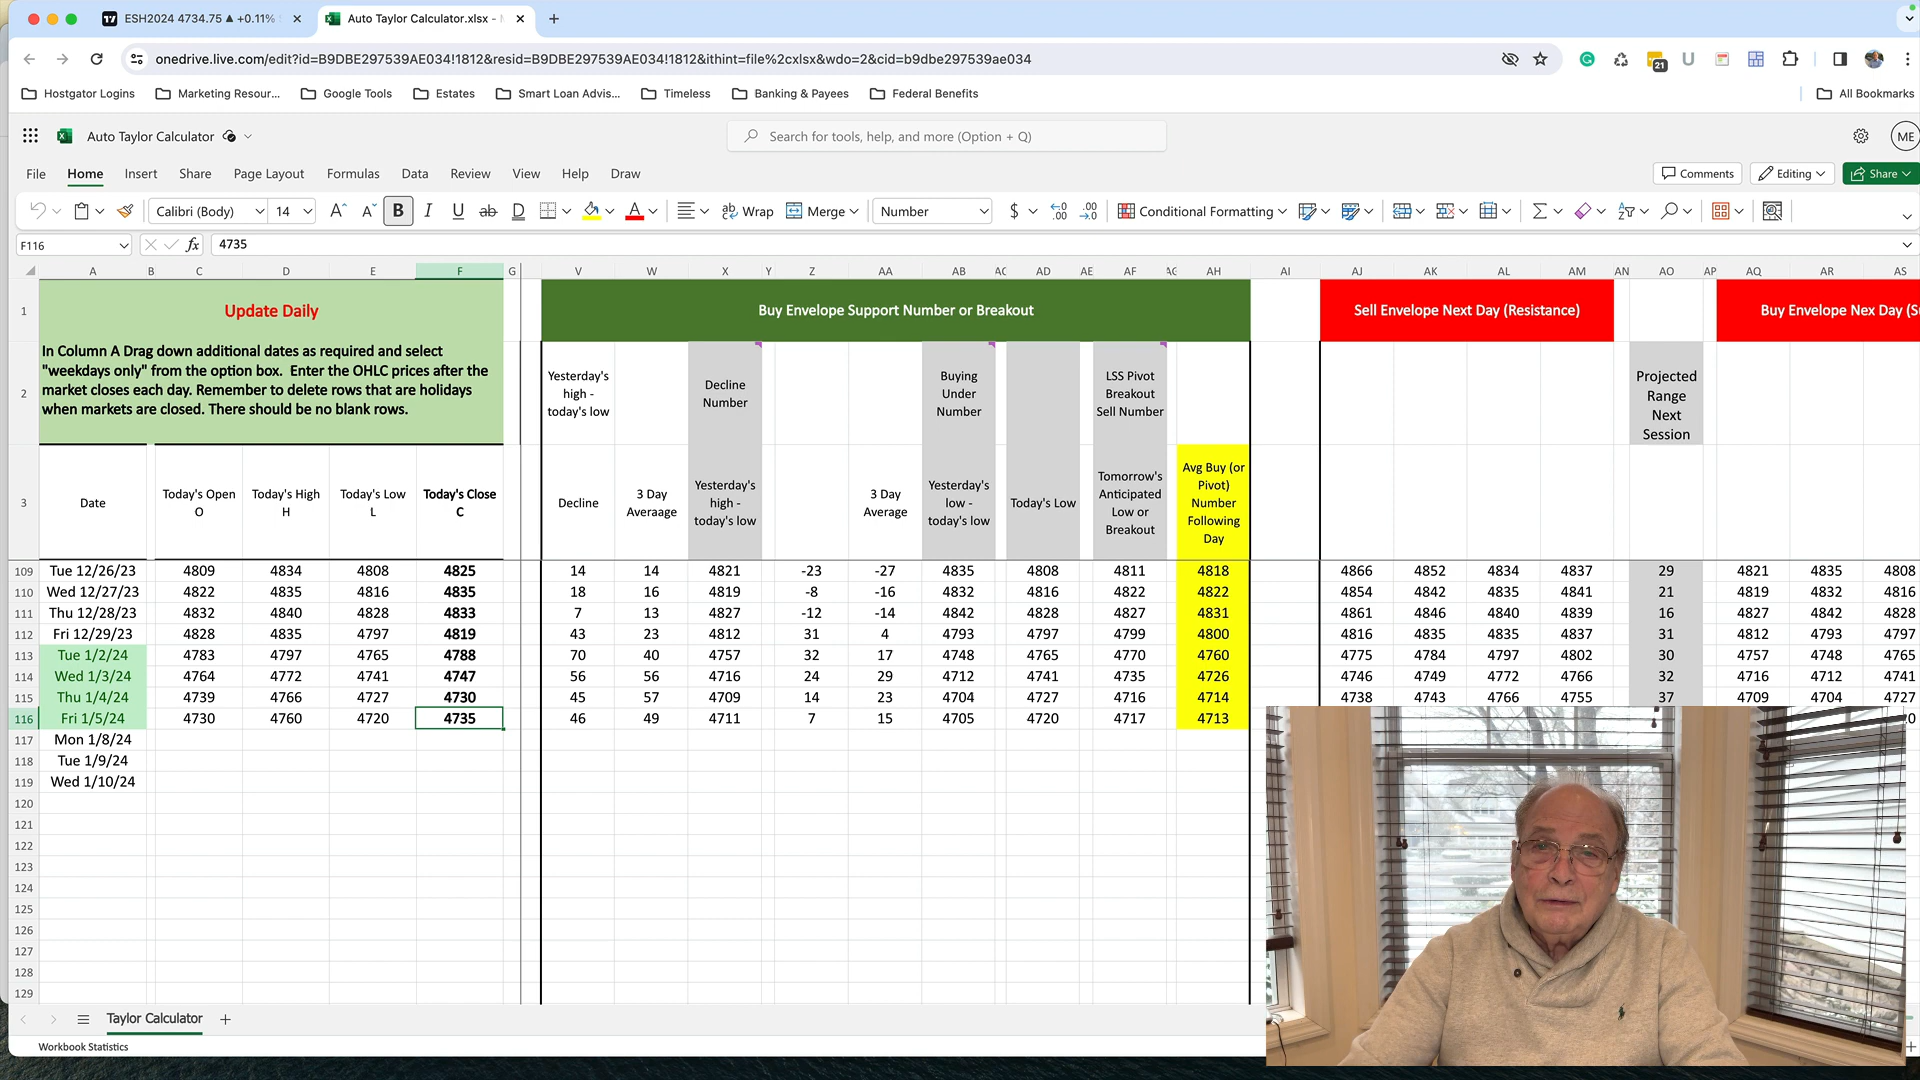 ESH2024 4734.75 ▲ +0.11%
Auto Taylor Calculator.xlsx -
onedrive.live.com/edit?id=B9DBE297539AE034!1812&resid=B9DBE297539AE034!1812&ithint=file%2cxlsx&wdo=2&cid=b9dbe297539ae034
21
Hostgator Logins Marketing Resour... Google Tools Estates Smart Loan Advis... Timeless Banking & Payees Federal Benefits All Bookmarks
Auto Taylor Calculator
Search for tools, help, and more (Option + Q)
ME
File Home Insert Share Page Layout Formulas Data Review View Help Draw Comments Editing Share
Calibri (Body) 14 A A B I U ab D A ab Wrap Merge Number $ .00 Conditional Formatting
F116 fx 4735
A B C D E F G V W X Y Z AA AB AC AD AE AF AG AH AI AJ AK AL AM AN AO AP AQ AR AS
1 Update Daily Buy Envelope Support Number or Breakout Sell Envelope Next Day (Resistance) Buy Envelope Nex Day (S
2
In Column A Drag down additional dates as required and select
"weekdays only" from the option box. Enter the OHLC prices after the
market closes each day. Remember to delete rows that are holidays
when markets are closed. There should be no blank rows.
Yesterday's
high -
today's low
Decline
Number
Buying
Under
Number
LSS Pivot
Breakout
Sell Number
Projected
Range
Next
Session
3
Date
Today's Open
O
Today's High
H
Today's Low
L
Today's Close
C
Decline
3 Day
Averaage
Yesterday's
high -
today's low
3 Day
Average
Yesterday's
low -
today's low
Today's Low
Tomorrow's
Anticipated
Low or
Breakout
Avg Buy (or
Pivot)
Number
Following
Day
109 Tue 12/26/23 4809 4834 4808 4825 14 14 4821 -23 -27 4835 4808 4811 4818 4866 4852 4834 4837 29 4821 4835 4808
110 Wed 12/27/23 4822 4835 4816 4835 18 16 4819 -8 -16 4832 4816 4822 4822 4854 4842 4835 4841 21 4819 4832 4816
111 Thu 12/28/23 4832 4840 4828 4833 7 13 4827 -12 -14 4842 4828 4827 4831 4861 4846 4840 4839 16 4827 4842 4828
112 Fri 12/29/23 4828 4835 4797 4819 43 23 4812 31 4 4793 4797 4799 4800 4816 4835 4835 4837 31 4812 4793 4797
113 Tue 1/2/24 4783 4797 4765 4788 70 40 4757 32 17 4748 4765 4770 4760 4775 4784 4797 4802 30 4757 4748 4765
114 Wed 1/3/24 4764 4772 4741 4747 56 56 4716 24 29 4712 4741 4735 4726 4746 4749 4772 4766 32 4716 4712 4741
115 Thu 1/4/24 4739 4766 4727 4730 45 57 4709 14 23 4704 4727 4716 4714 4738 4743 4766 4755 37 4709 4704 4727
116 Fri 1/5/24 4730 4760 4720 4735 46 49 4711 7 15 4705 4720 4717 4713
117 Mon 1/8/24
118 Tue 1/9/24
119 Wed 1/10/24
120
121
122
123
124
125
126
127
128
129
Taylor Calculator
Workbook Statistics